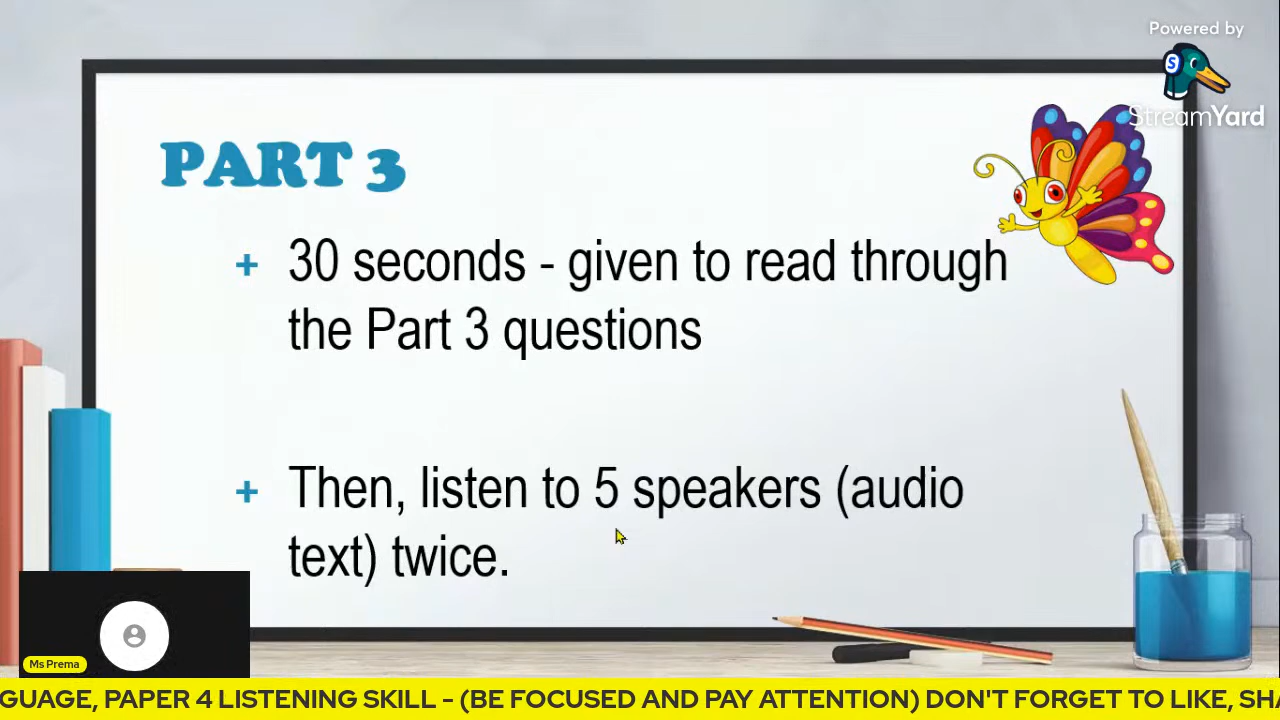 Powered by
S
StreamYard
PART 3
+ 30 seconds - given to read through
the Part 3 questions
+ Then, listen to 5 speakers (audio
text) twice.
Ms Prema
GUAGE, PAPER 4 LISTENING SKILL - (BE FOCUSED AND PAY ATTENTION) DON'T FORGET TO LIKE, SHA